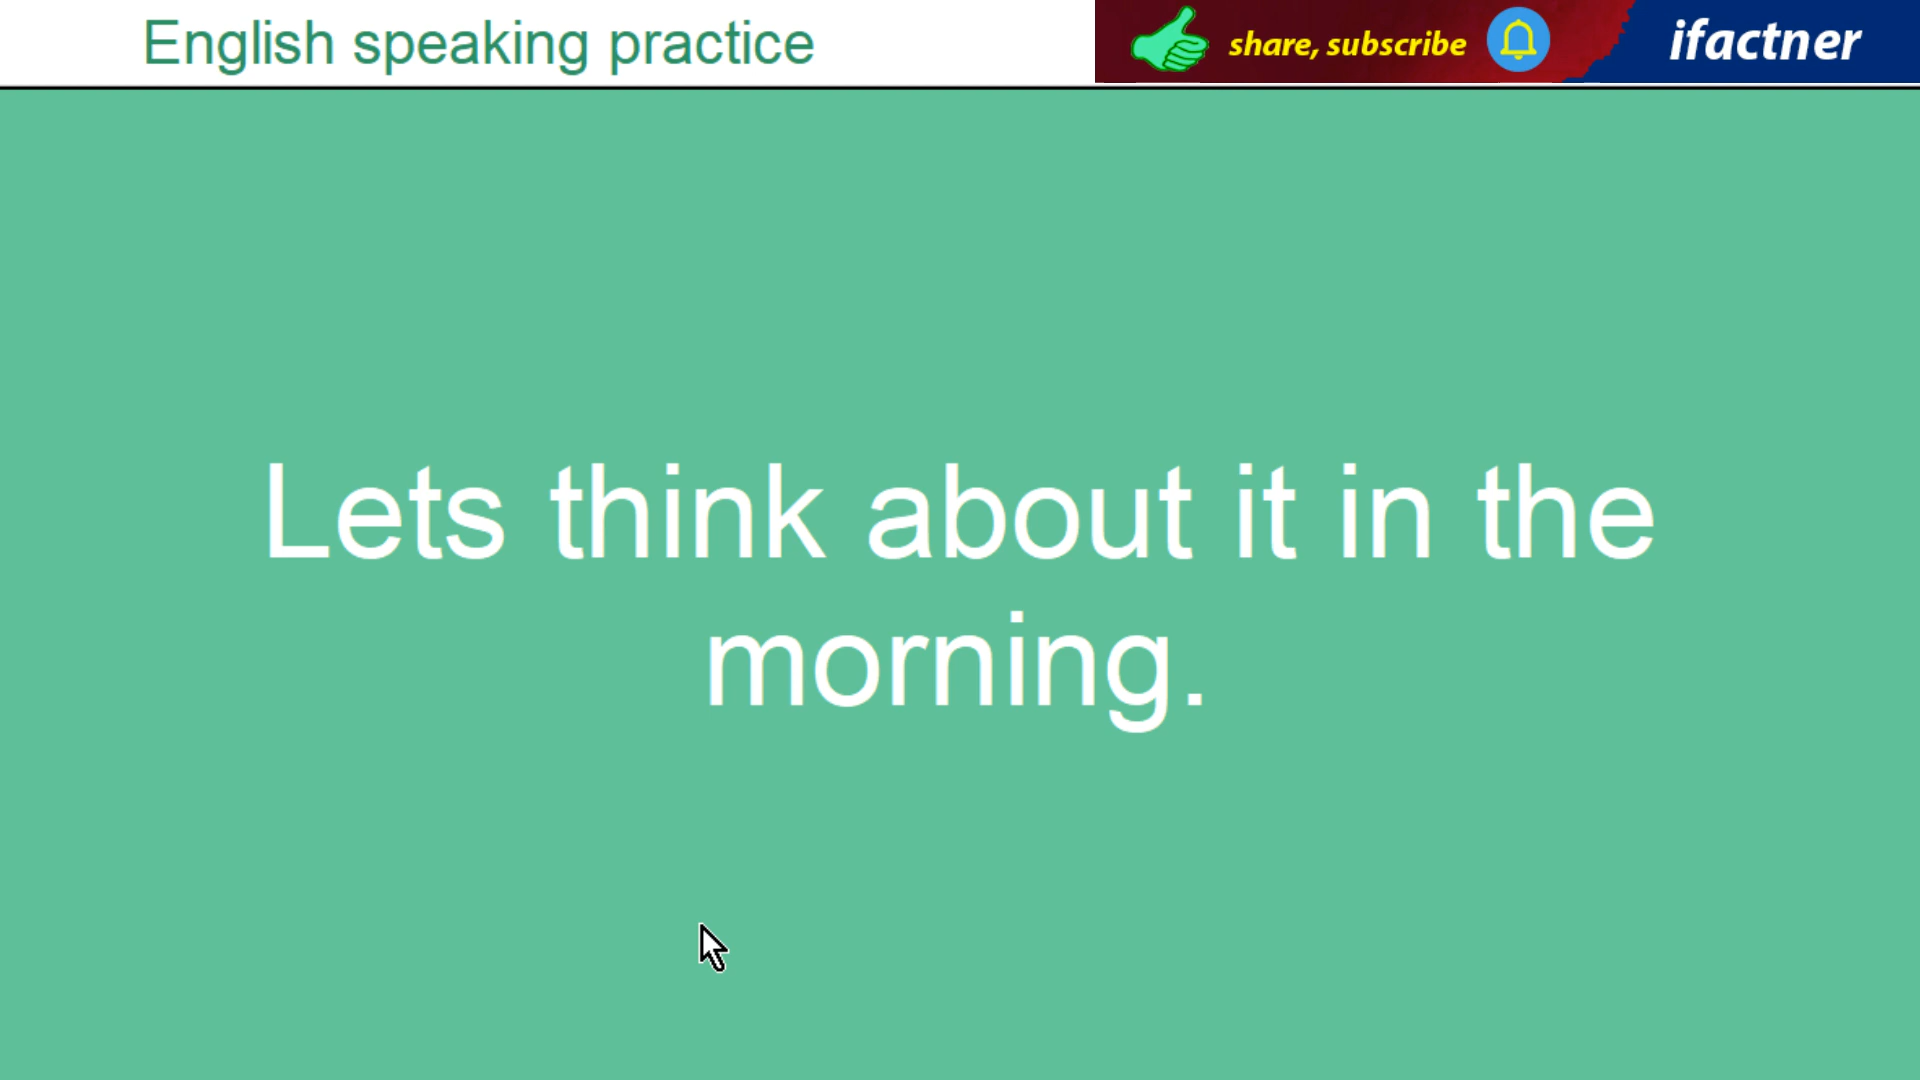 English speaking practice
share, subscribe
ifactner
Lets think about it in the
morning.